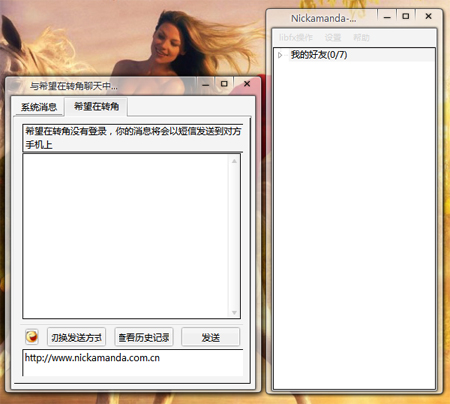 Nickamanda-...
libfx操作 设置 帮助
我的好友(0/7)
与希望在转角聊天中...
系统消息 希望在转角
希望在转角没有登录，你的消息将会以短信发送到对方
手机上
切换发送方式 查看历史记录 发送
http://www.nickamanda.com.cn